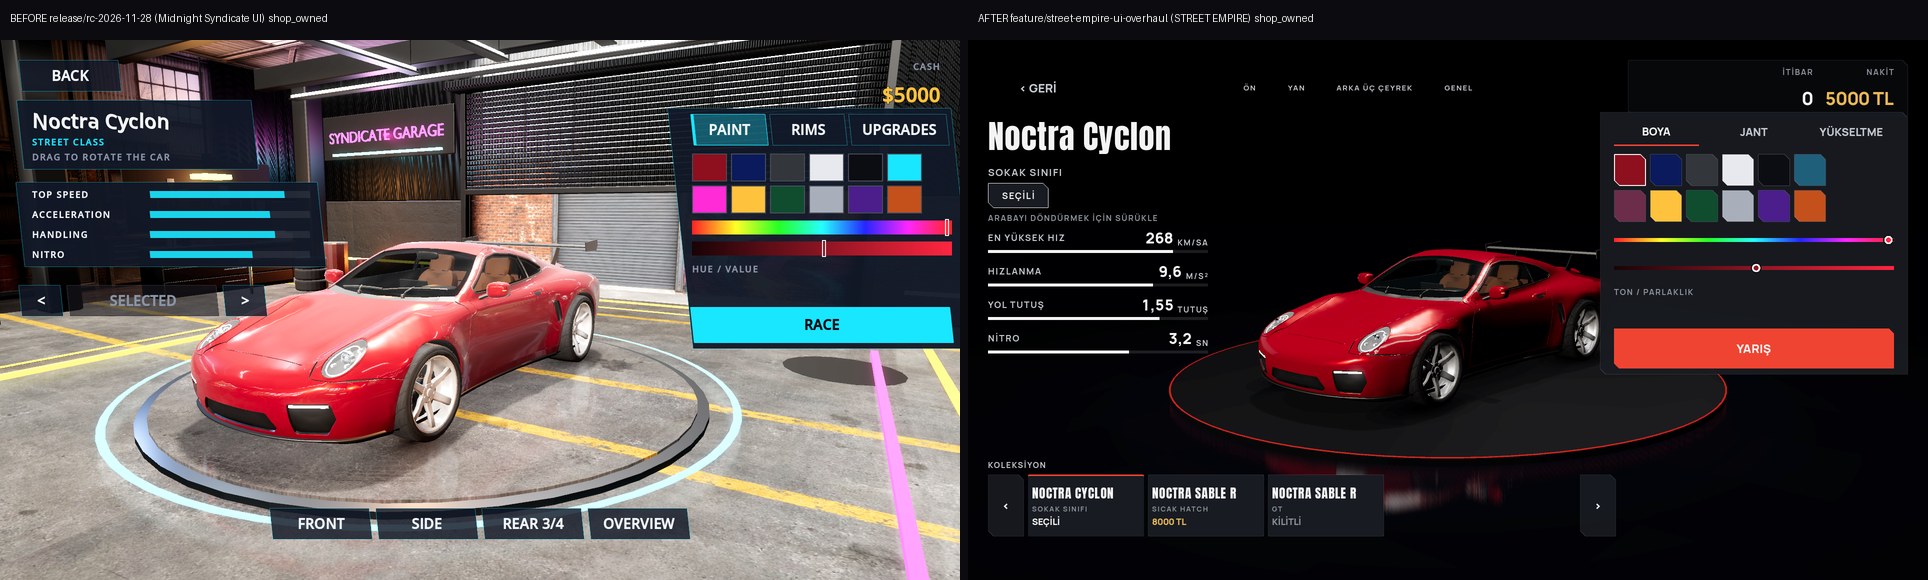 BEFORE release/rc-2026-11-28 (Midnight Syndicate UI) shop_owned
BACK
CASH
$5000
Noctra Cyclon
STREET CLASS
DRAG TO ROTATE THE CAR
SYNDICATE GARAGE
PAINT RIMS UPGRADES
TOP SPEED
ACCELERATION
HANDLING
NITRO
HUE / VALUE
< SELECTED >
RACE
FRONT SIDE REAR 3/4 OVERVIEW
AFTER feature/street-empire-ui-overhaul (STREET EMPIRE) shop_owned
‹ GERİ
ÖN YAN ARKA ÜÇ ÇEYREK GENEL
İTİBAR NAKİT
0 5000 TL
Noctra Cyclon
SOKAK SINIFI
SEÇİLİ
ARABAYI DÖNDÜRMEK İÇİN SÜRÜKLE
EN YÜKSEK HIZ 268 KM/SA
HIZLANMA 9,6 M/S²
YOL TUTUŞ 1,55 TUTUŞ
NİTRO 3,2 SN
BOYA JANT YÜKSELTME
TON / PARLAKLIK
YARIŞ
KOLEKSİYON
‹
NOCTRA CYCLON
SOKAK SINIFI
SEÇİLİ
NOCTRA SABLE R
SICAK HATCH
8000 TL
NOCTRA SABLE R
GT
KİLİTLİ
›